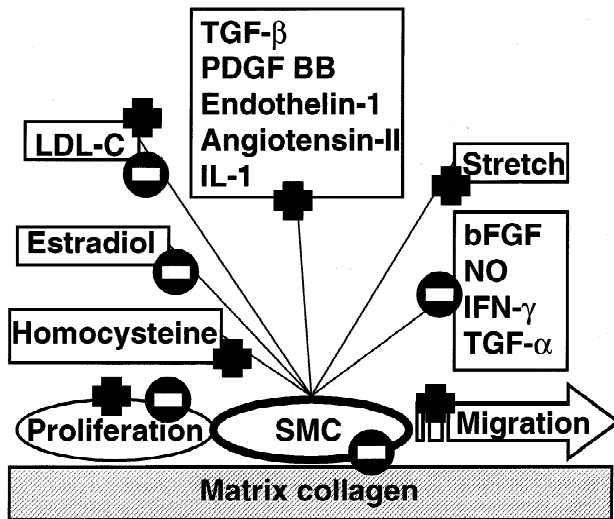 TGF-β
PDGF BB
Endothelin-1
Angiotensin-II
IL-1
LDL-C
Stretch
Estradiol
bFGF
NO
IFN-γ
TGF-α
Homocysteine
Proliferation
SMC
Migration
Matrix collagen